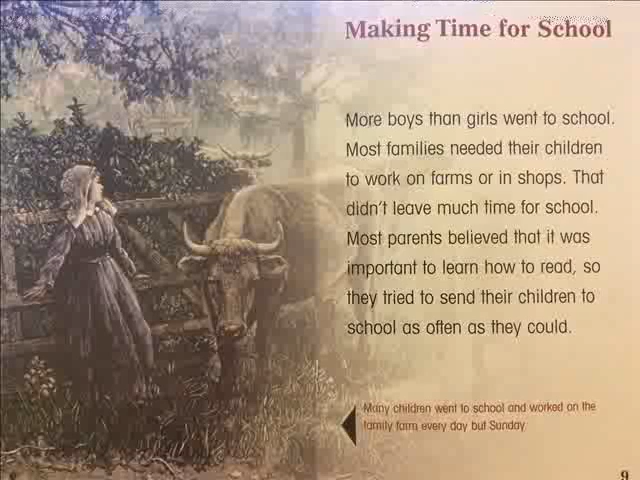 Making Time for School
More boys than girls went to school.
Most families needed their children
to work on farms or in shops. That
didn't leave much time for school.
Most parents believed that it was
important to learn how to read, so
they tried to send their children to
school as often as they could.
Many children went to school and worked on the
family farm every day but Sunday.
9